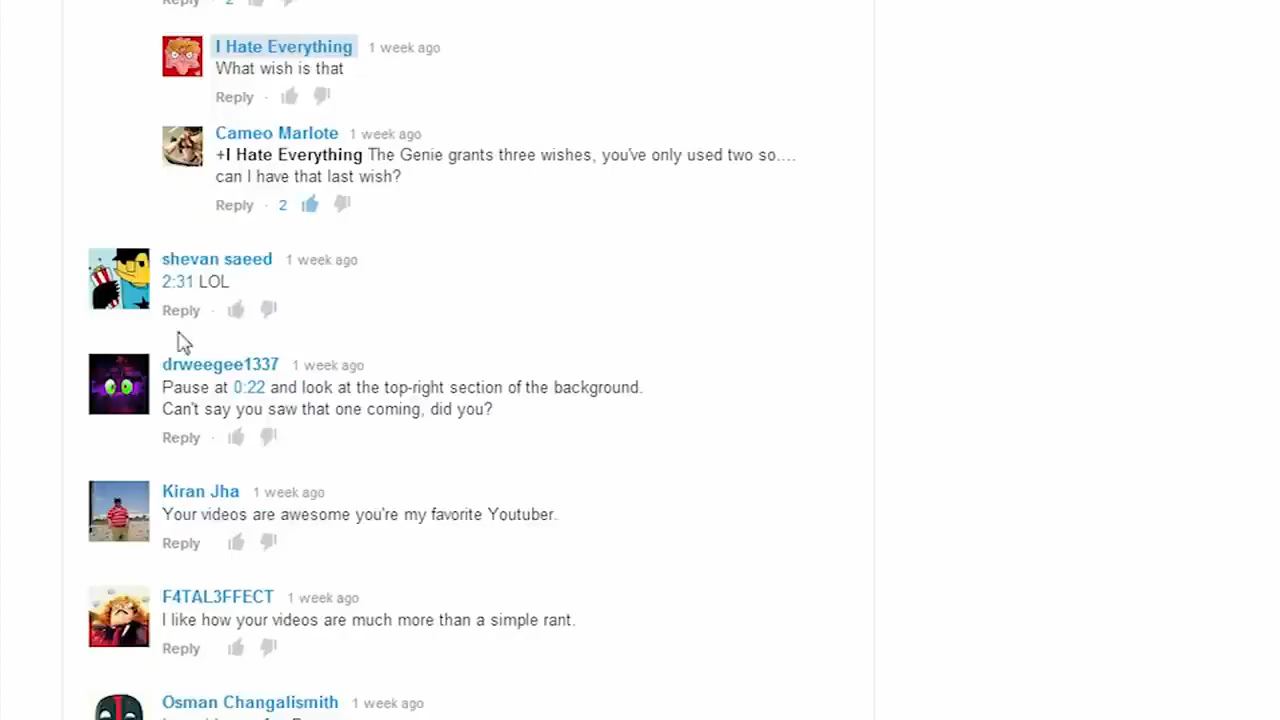 Reply · 2
I Hate Everything 1 week ago
What wish is that
Reply ·
Cameo Marlote 1 week ago
+I Hate Everything The Genie grants three wishes, you've only used two so....
can I have that last wish?
Reply · 2
shevan saeed 1 week ago
2:31 LOL
Reply ·
drweegee1337 1 week ago
Pause at 0:22 and look at the top-right section of the background.
Can't say you saw that one coming, did you?
Reply ·
Kiran Jha 1 week ago
Your videos are awesome you're my favorite Youtuber.
Reply
F4TAL3FFECT 1 week ago
I like how your videos are much more than a simple rant.
Reply
Osman Changalismith 1 week ago